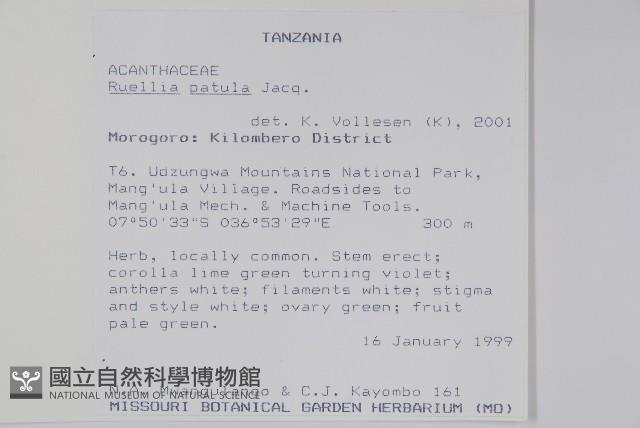 TANZANIA
ACANTHACEAE
Ruellia patula Jacq.
det. K. Vollesen (K), 2001
Morogoro: Kilombero District
T6. Udzungwa Mountains National Park,
Mang'ula Village. Roadsides to
Mang'ula Mech. & Machine Tools.
07°50'33"S 036°53'29"E 300 m
Herb, locally common. Stem erect;
corolla lime green turning violet;
anthers white; filaments white; stigma
and style white; ovary green; fruit
pale green.
16 January 1999
國立自然科學博物館
NATIONAL MUSEUM OF NATURAL SCIENCE
& C.J. Kayombo 161
MISSOURI BOTANICAL GARDEN HERBARIUM (MO)